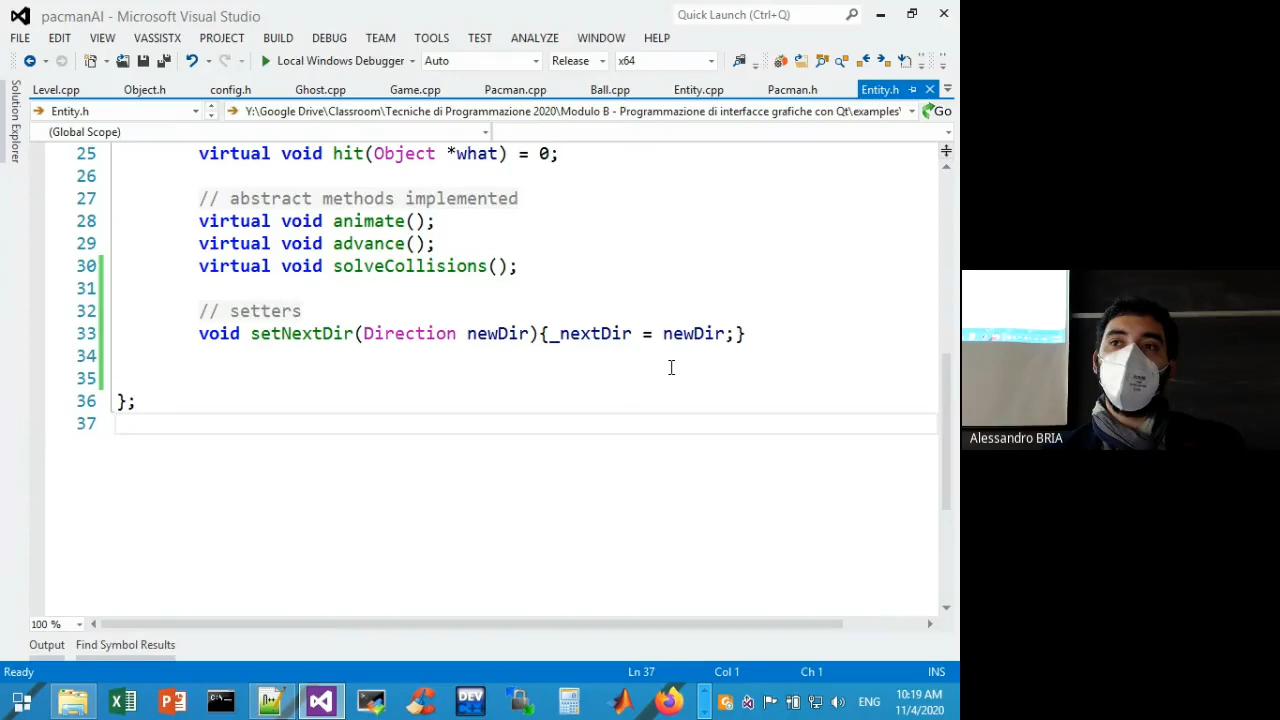 pacmanAI - Microsoft Visual Studio
Quick Launch (Ctrl+Q)
FILE EDIT VIEW VASSISTX PROJECT BUILD DEBUG TEAM TOOLS TEST ANALYZE WINDOW HELP
Local Windows Debugger Auto Release x64
Level.cpp Object.h config.h Ghost.cpp Game.cpp Pacman.cpp Ball.cpp Entity.cpp Pacman.h Entity.h
Entity.h Y:\Google Drive\Classroom\Tecniche di Programmazione 2020\Modulo B - Programmazione di interfacce grafiche con Qt\examples\ Go
(Global Scope)
Solution Explorer
25 virtual void hit(Object *what) = 0;
26
27 // abstract methods implemented
28 virtual void animate();
29 virtual void advance();
30 virtual void solveCollisions();
31
32 // setters
33 void setNextDir(Direction newDir){_nextDir = newDir;}
34
35
36 };
37
Alessandro BRIA
100 %
Output Find Symbol Results
Ready Ln 37 Col 1 Ch 1 INS
DEV
ENG
10:19 AM
11/4/2020